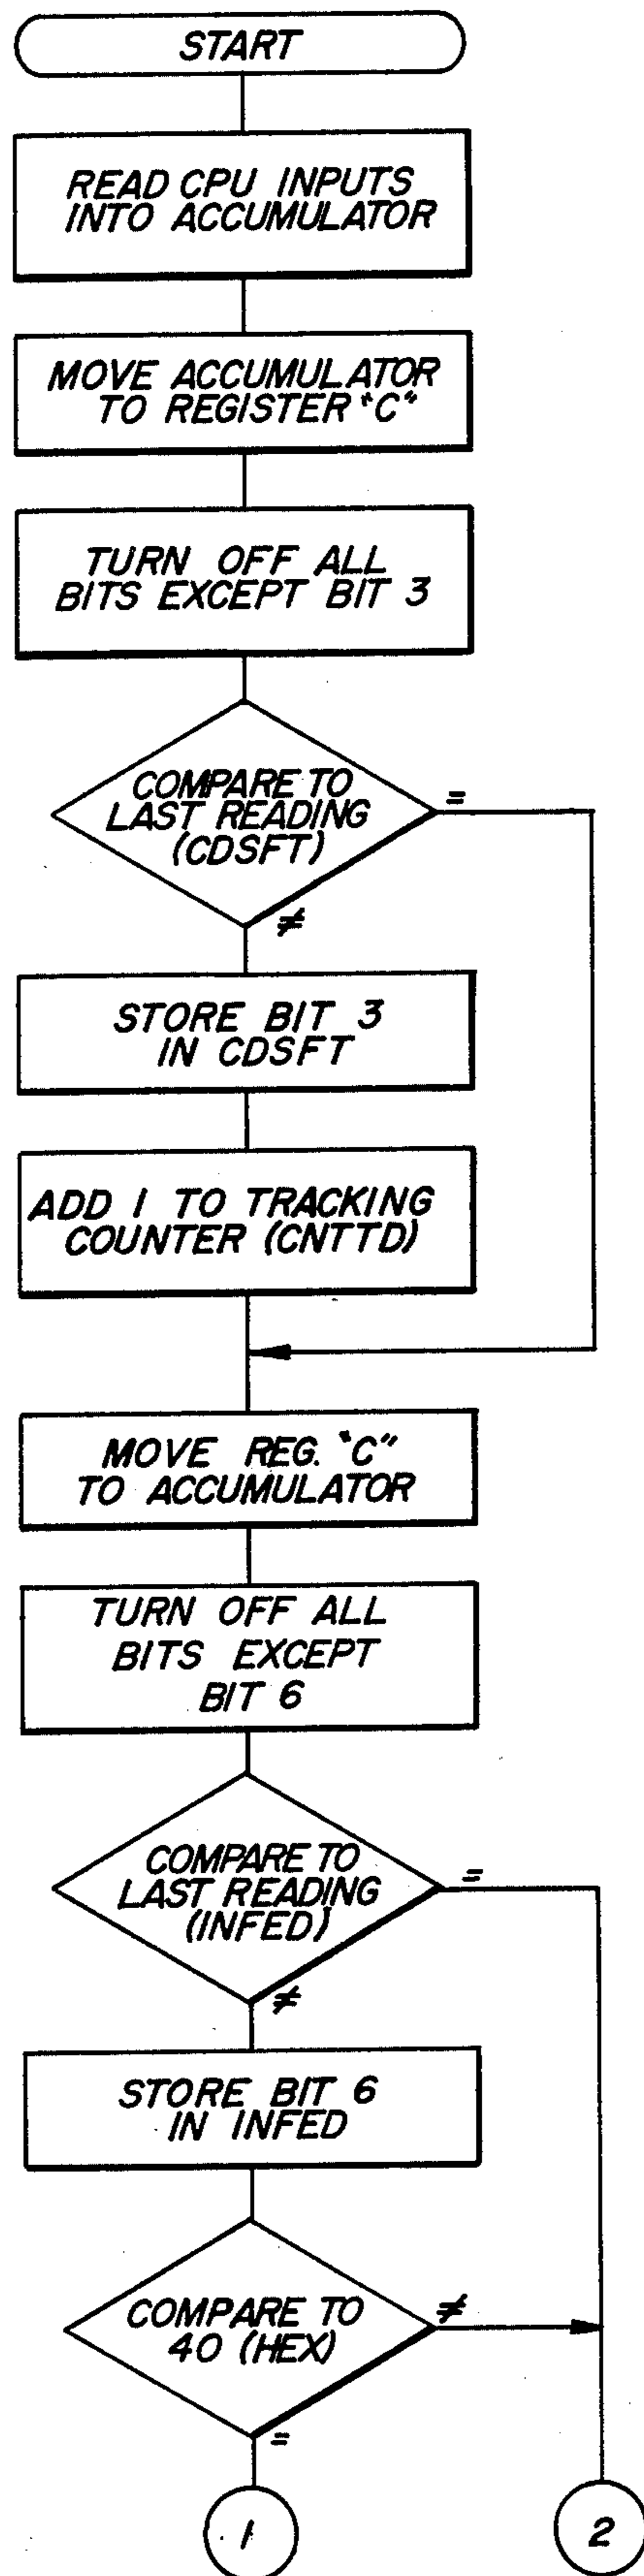 START
READ CPU INPUTS
INTO ACCUMULATOR
MOVE ACCUMULATOR
TO REGISTER "C"
TURN OFF ALL
BITS EXCEPT BIT 3
COMPARE TO
LAST READING
(CDSFT)
=
≠
STORE BIT 3
IN CDSFT
ADD 1 TO TRACKING
COUNTER (CNTTD)
MOVE REG. "C"
TO ACCUMULATOR
TURN OFF ALL
BITS EXCEPT
BIT 6
COMPARE TO
LAST READING
(INFED)
=
≠
STORE BIT 6
IN INFED
COMPARE TO
40 (HEX)
≠
=
1
2